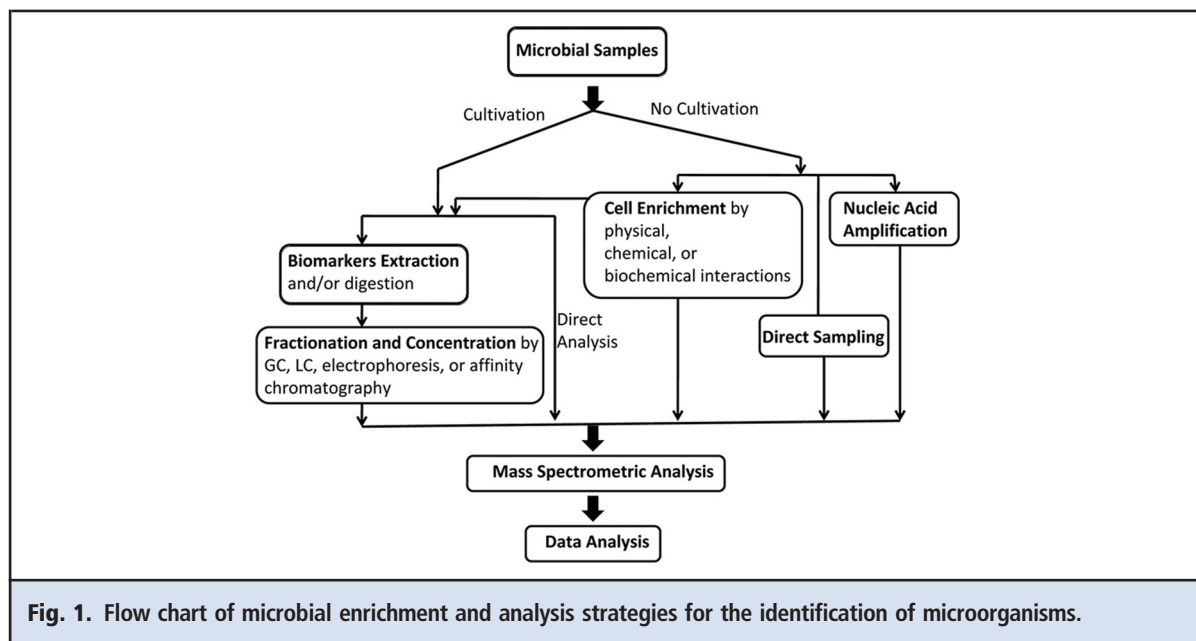 Microbial Samples
Cultivation
No Cultivation
Cell Enrichment by
physical,
chemical, or
biochemical interactions
Nucleic Acid
Amplification
Biomarkers Extraction
and/or digestion
Direct
Analysis
Direct Sampling
Fractionation and Concentration by
GC, LC, electrophoresis, or affinity
chromatography
Mass Spectrometric Analysis
Data Analysis
Fig. 1. Flow chart of microbial enrichment and analysis strategies for the identification of microorganisms.